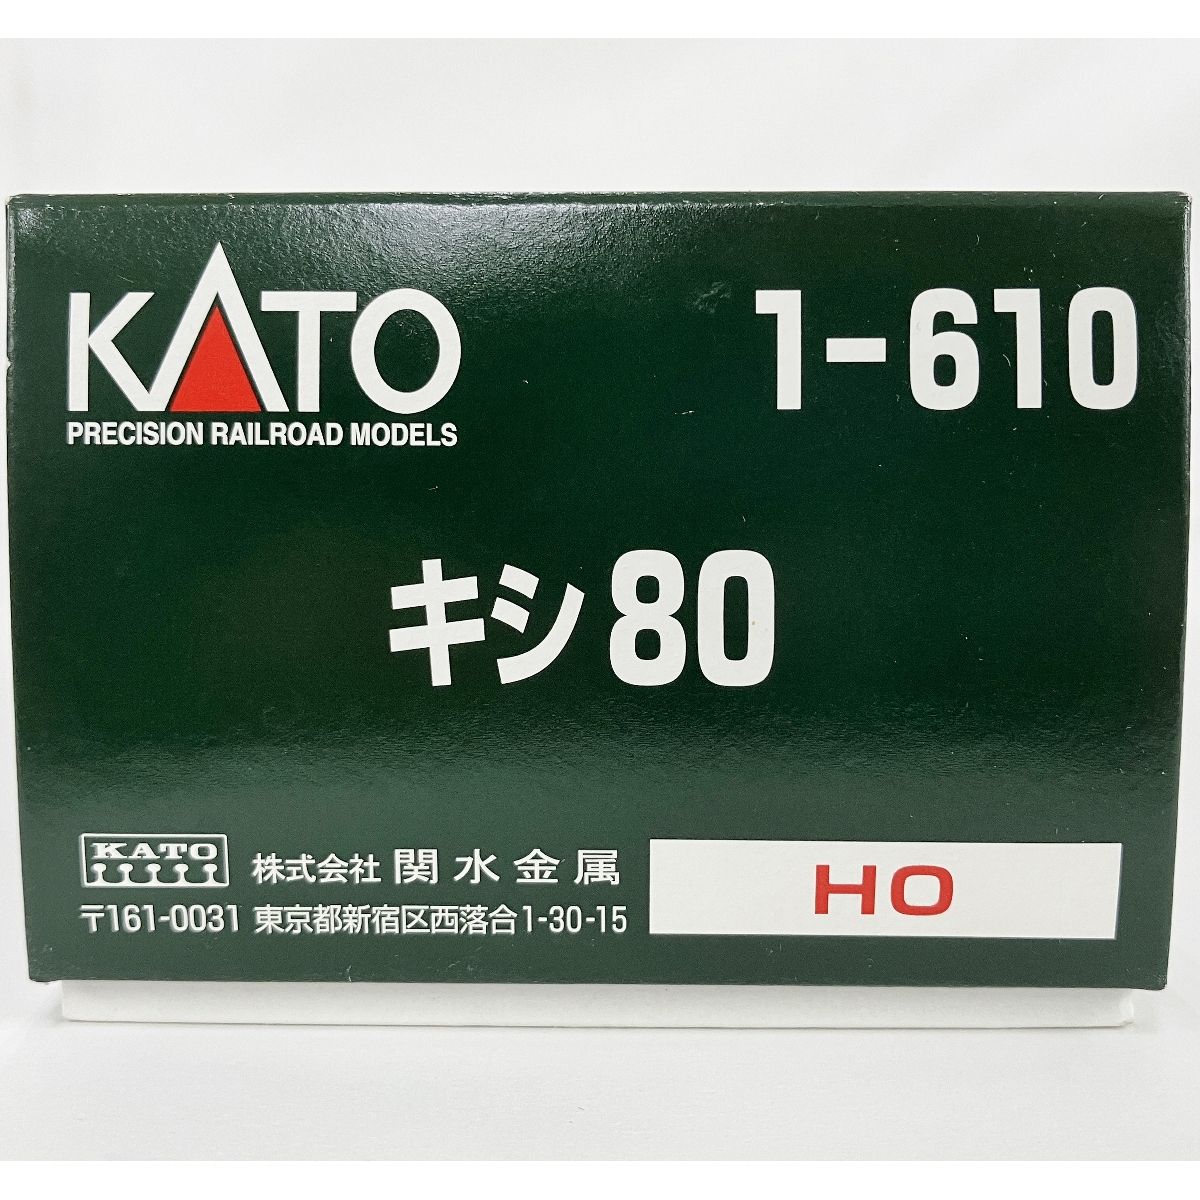 KATO
PRECISION RAILROAD MODELS
1-610
キシ80
KATO
株式会社 関水金属
〒161-0031 東京都新宿区西落合1-30-15
HO